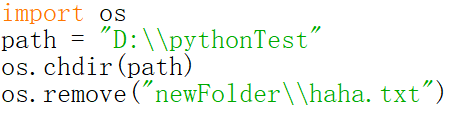 import os
path = "D:\\pythonTest"
os.chdir(path)
os.remove("newFolder\\haha.txt")